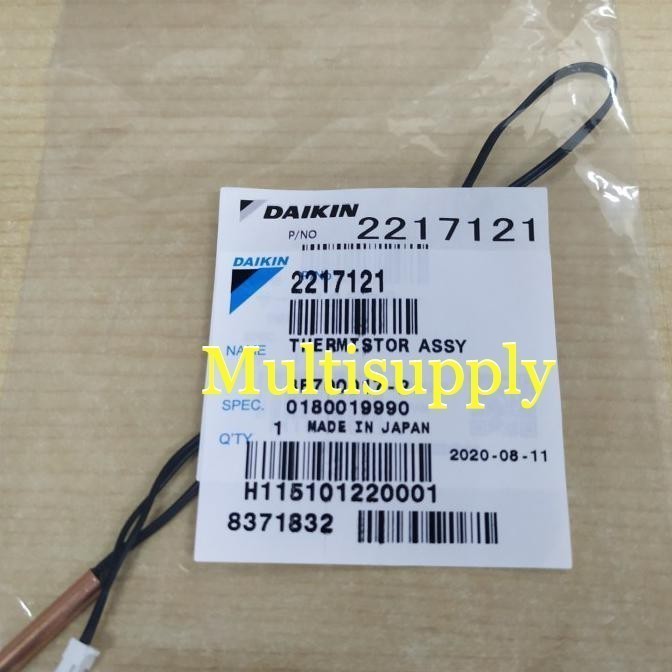 DAIKIN
P/NO 2217121
DAIKIN
2217121
NAME THERMISTOR ASSY
Multisupply
SPEC. 0180019990
Q'TY 1 MADE IN JAPAN
2020-08-11
H115101220001
8371832